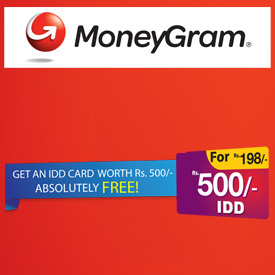 MoneyGram®
GET AN IDD CARD WORTH Rs. 500/-
ABSOLUTELY FREE!
For Rs. 198/-
Rs. 500/-
IDD